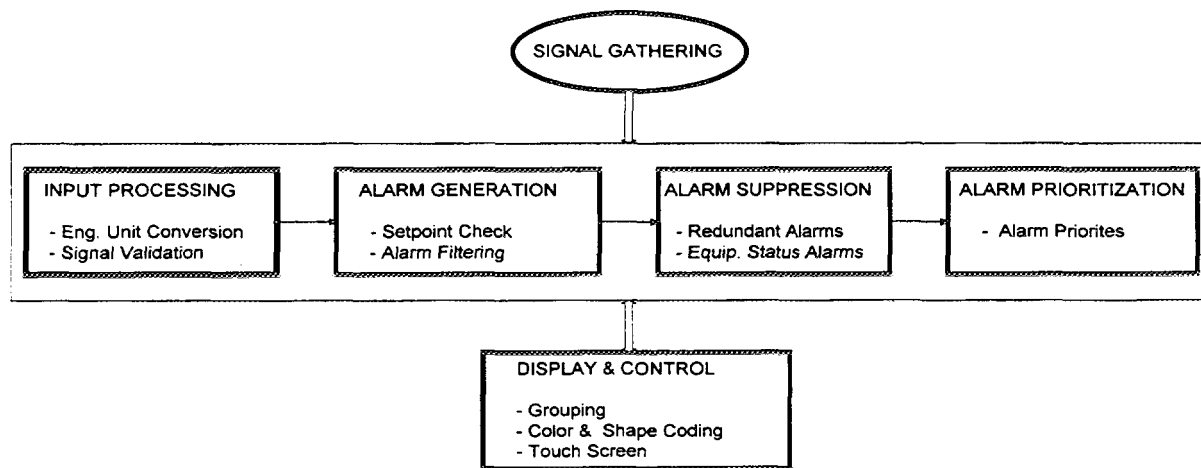 SIGNAL GATHERING
INPUT PROCESSING
- Eng. Unit Conversion
- Signal Validation
ALARM GENERATION
- Setpoint Check
- Alarm Filtering
ALARM SUPPRESSION
- Redundant Alarms
- Equip. Status Alarms
ALARM PRIORITIZATION
- Alarm Priorites
DISPLAY & CONTROL
- Grouping
- Color & Shape Coding
- Touch Screen